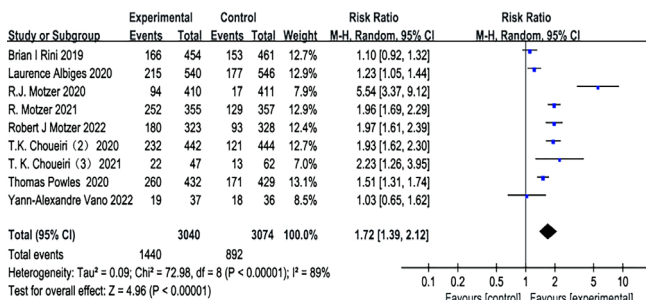 Experimental Control Risk Ratio Risk Ratio
Study or Subgroup Events Total Events Total Weight M-H, Random, 95% CI M-H, Random, 95% CI
Brian I Rini 2019 166 454 153 461 12.7% 1.10 [0.92, 1.32]
Laurence Albiges 2020 215 540 177 546 12.9% 1.23 [1.05, 1.44]
R.J. Motzer 2020 94 410 17 411 7.9% 5.54 [3.37, 9.12]
R. Motzer 2021 252 355 129 357 13.0% 1.96 [1.69, 2.29]
Robert J Motzer 2022 180 323 93 328 12.2% 1.97 [1.61, 2.39]
T.K. Choueiri（2）2020 232 442 121 444 12.6% 1.93 [1.62, 2.30]
T. K. Choueiri（3）2021 22 47 13 62 7.0% 2.23 [1.26, 3.95]
Thomas Powles 2020 260 432 171 429 13.1% 1.51 [1.31, 1.74]
Yann-Alexandre Vano 2022 19 37 18 36 8.5% 1.03 [0.65, 1.62]
Total (95% CI) 3040 3074 100.0% 1.72 [1.39, 2.12]
Total events 1440 892
Heterogeneity: Tau² = 0.09; Chi² = 72.98, df = 8 (P < 0.00001); I² = 89%
Test for overall effect: Z = 4.96 (P < 0.00001)
0.1 0.2 0.5 1 2 5 10
Favours [control] Favours [experimental]